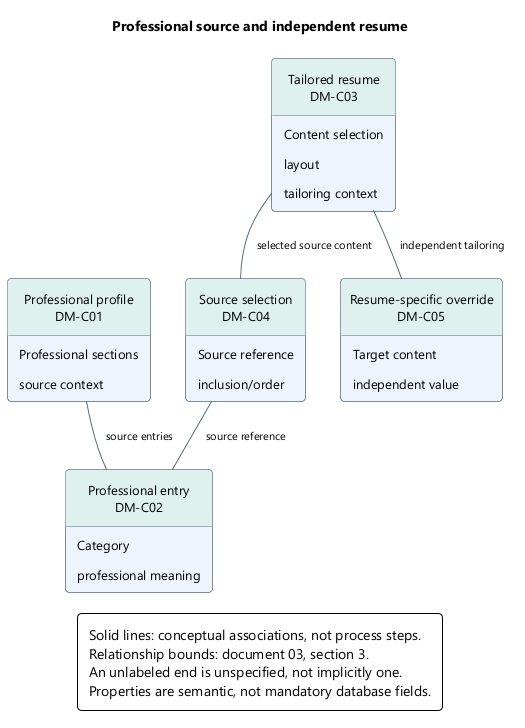 Professional source and independent resume
Tailored resume
DM-C03
Content selection
layout
tailoring context
selected source content
independent tailoring
Professional profile
DM-C01
Professional sections
source context
Source selection
DM-C04
Source reference
inclusion/order
Resume-specific override
DM-C05
Target content
independent value
source entries
source reference
Professional entry
DM-C02
Category
professional meaning
Solid lines: conceptual associations, not process steps.
Relationship bounds: document 03, section 3.
An unlabeled end is unspecified, not implicitly one.
Properties are semantic, not mandatory database fields.